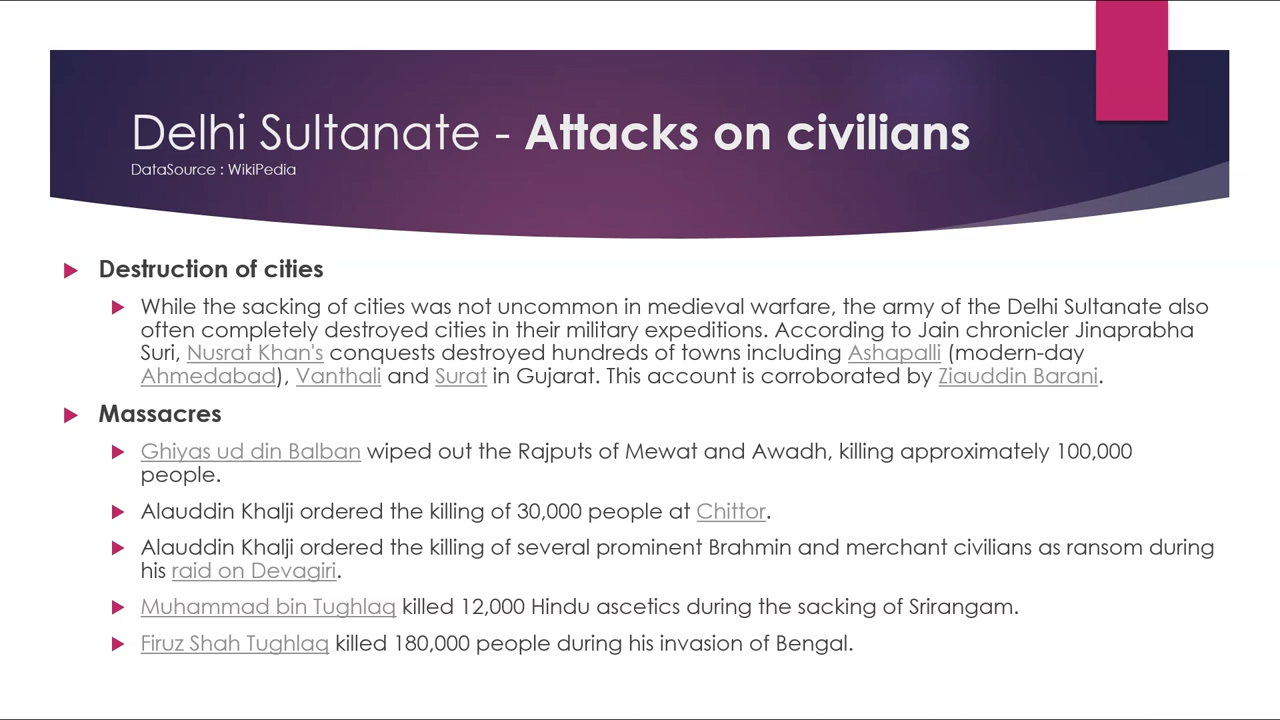 Delhi Sultanate - Attacks on civilians
DataSource : WikiPedia
Destruction of cities
While the sacking of cities was not uncommon in medieval warfare, the army of the Delhi Sultanate also
often completely destroyed cities in their military expeditions. According to Jain chronicler Jinaprabha
Suri, Nusrat Khan's conquests destroyed hundreds of towns including Ashapalli (modern-day
Ahmedabad), Vanthali and Surat in Gujarat. This account is corroborated by Ziauddin Barani.
Massacres
Ghiyas ud din Balban wiped out the Rajputs of Mewat and Awadh, killing approximately 100,000
people.
Alauddin Khalji ordered the killing of 30,000 people at Chittor.
Alauddin Khalji ordered the killing of several prominent Brahmin and merchant civilians as ransom during
his raid on Devagiri.
Muhammad bin Tughlaq killed 12,000 Hindu ascetics during the sacking of Srirangam.
Firuz Shah Tughlaq killed 180,000 people during his invasion of Bengal.